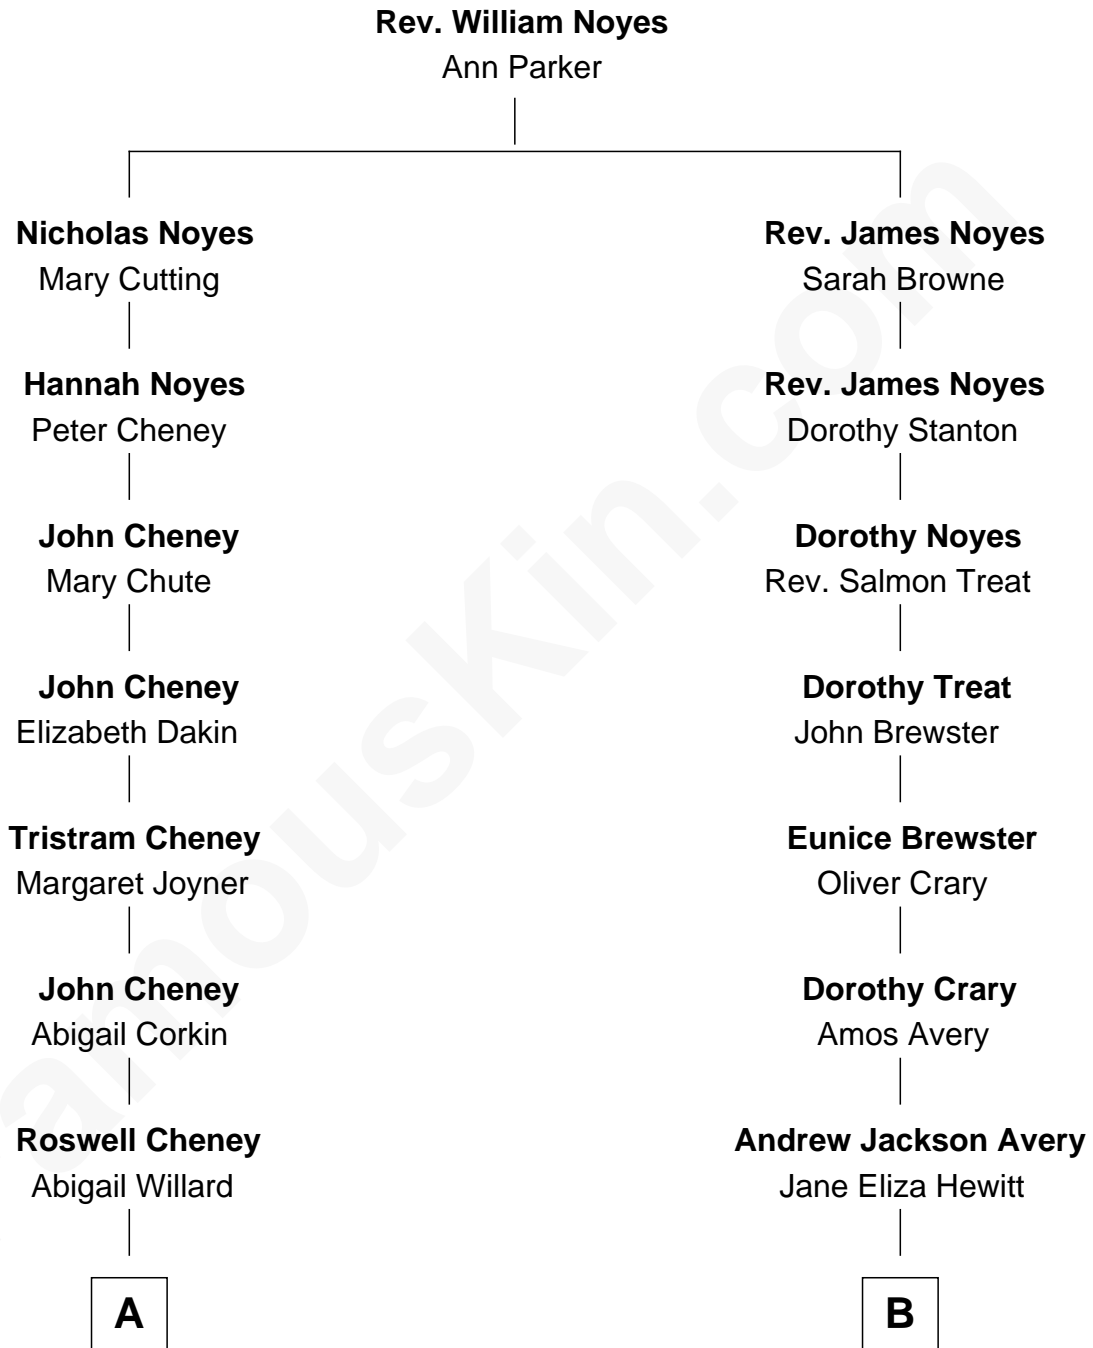 Rev. William Noyes
Ann Parker
Nicholas Noyes
Mary Cutting
Rev. James Noyes
Sarah Browne
Hannah Noyes
Peter Cheney
Rev. James Noyes
Dorothy Stanton
John Cheney
Mary Chute
Dorothy Noyes
Rev. Salmon Treat
John Cheney
Elizabeth Dakin
Dorothy Treat
John Brewster
Tristram Cheney
Margaret Joyner
Eunice Brewster
Oliver Crary
John Cheney
Abigail Corkin
Dorothy Crary
Amos Avery
Roswell Cheney
Abigail Willard
Andrew Jackson Avery
Jane Eliza Hewitt
A
B
amousKin.com